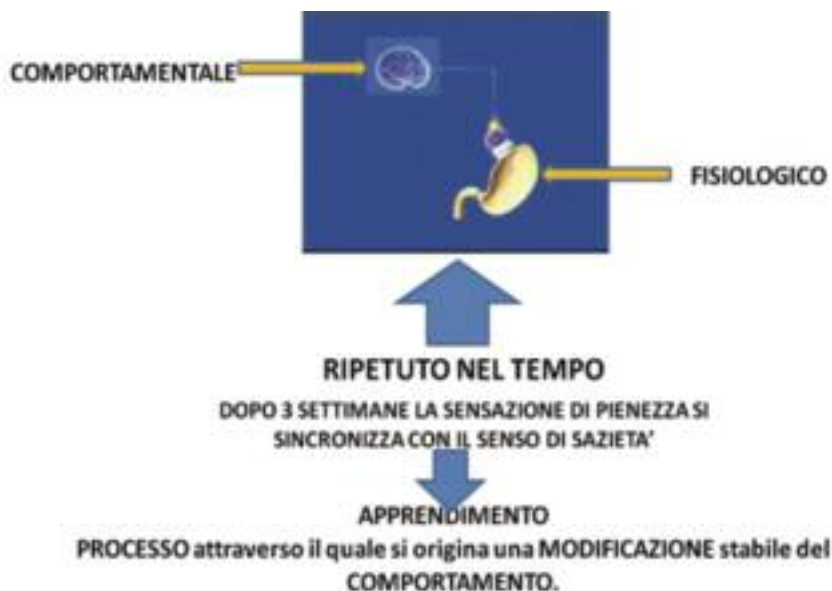 COMPORTAMENTALE
FISIOLOGICO
RIPETUTO NEL TEMPO
DOPO 3 SETTIMANE LA SENSAZIONE DI PIENEZZA SI
SINCRONIZZA CON IL SENSO DI SAZIETA'
APPRENDIMENTO
PROCESSO attraverso il quale si origina una MODIFICAZIONE stabile del
COMPORTAMENTO.